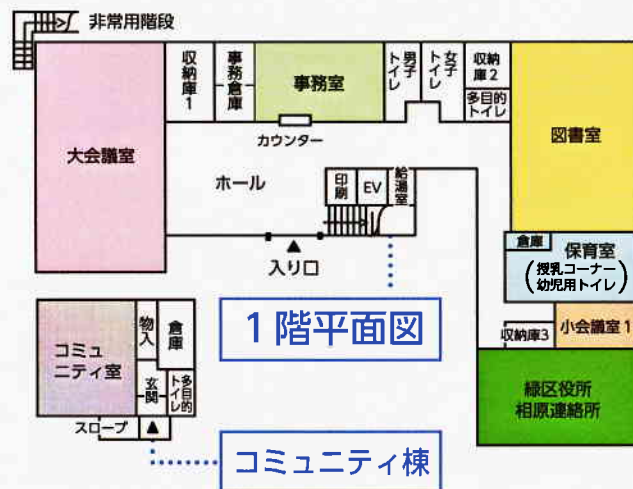 非常用階段
収納庫1
事務倉庫
事務室
男子トイレ
女子トイレ
収納庫2
多目的トイレ
図書室
大会議室
カウンター
ホール
印刷
EV
給湯室
入り口
倉庫
保育室
(授乳コーナー
幼児用トイレ)
1階平面図
収納庫3
小会議室1
緑区役所
相原連絡所
コミュ
ニティ室
物入
倉庫
玄関
多目的トイレ
スロープ
コミュニティ棟